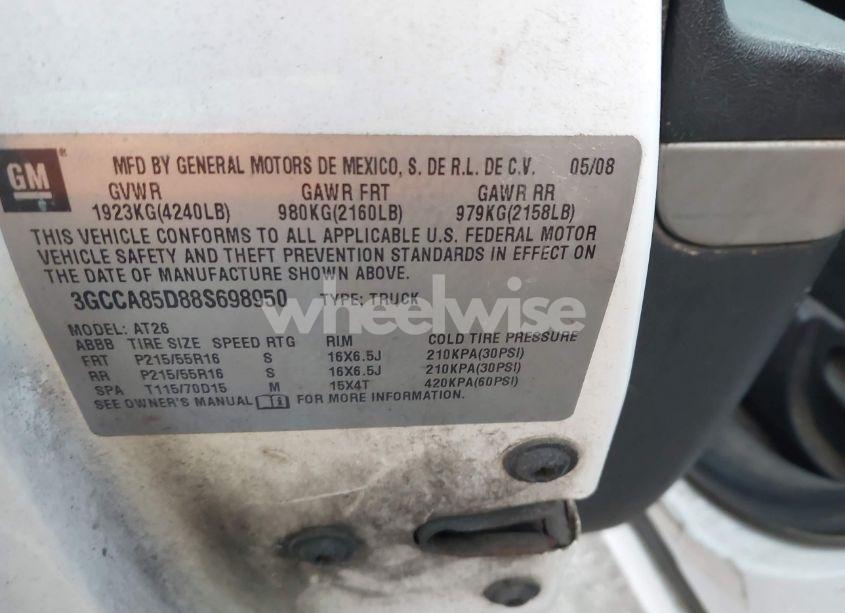 GM ®
MFD BY GENERAL MOTORS DE MEXICO, S. DE R.L. DE C.V. 05/08
GVWR GAWR FRT GAWR RR
1923KG(4240LB) 980KG(2160LB) 979KG(2158LB)
THIS VEHICLE CONFORMS TO ALL APPLICABLE U.S. FEDERAL MOTOR
VEHICLE SAFETY AND THEFT PREVENTION STANDARDS IN EFFECT ON
THE DATE OF MANUFACTURE SHOWN ABOVE.
3GCCA85D88S698950 TYPE: TRUCK
wheelwise
MODEL: AT26
ABBB TIRE SIZE SPEED RTG RIM COLD TIRE PRESSURE
FRT P215/55R16 S 16X6.5J 210KPA(30PSI)
RR P215/55R16 S 16X6.5J 210KPA(30PSI)
SPA T115/70D15 M 15X4T 420KPA(60PSI)
SEE OWNER'S MANUAL FOR MORE INFORMATION.